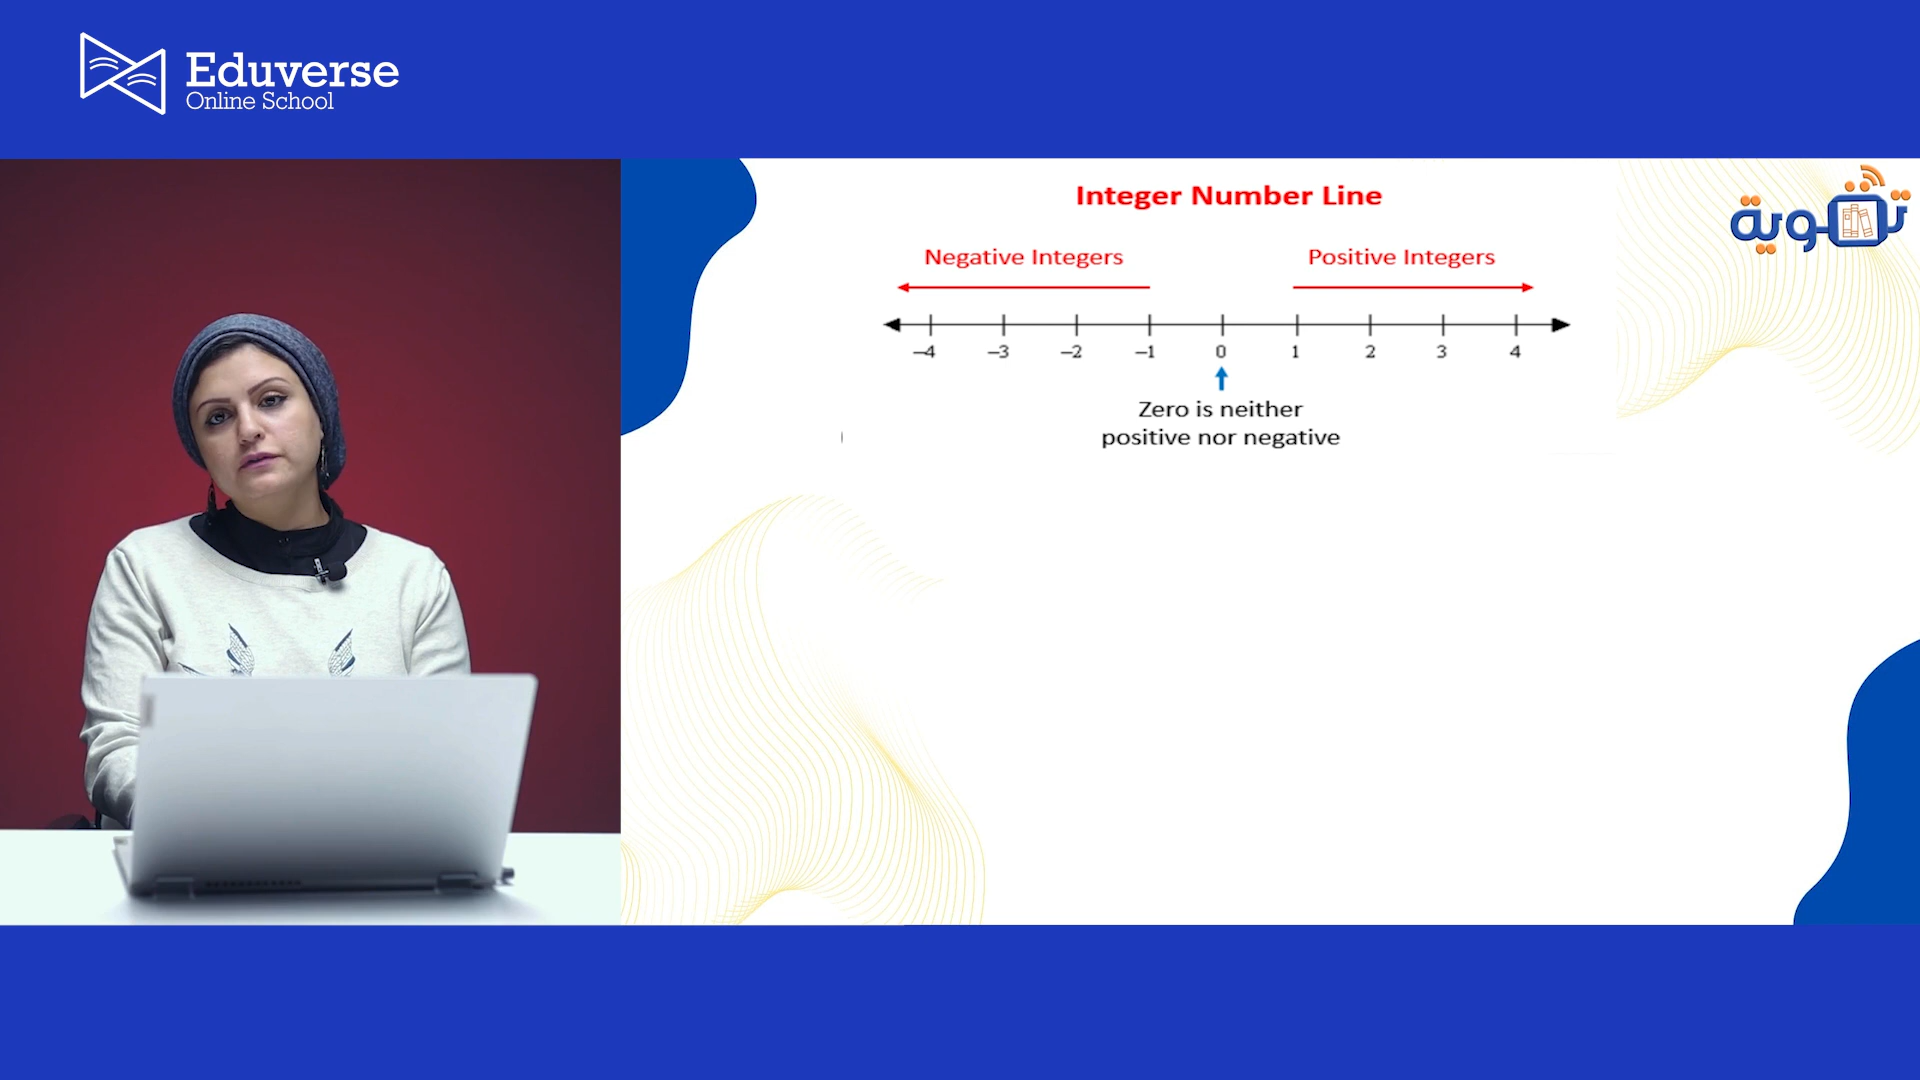 Eduverse
Online School
Integer Number Line
تقوية
Negative Integers
Positive Integers
–4 –3 –2 –1 0 1 2 3 4
Zero is neither
positive nor negative